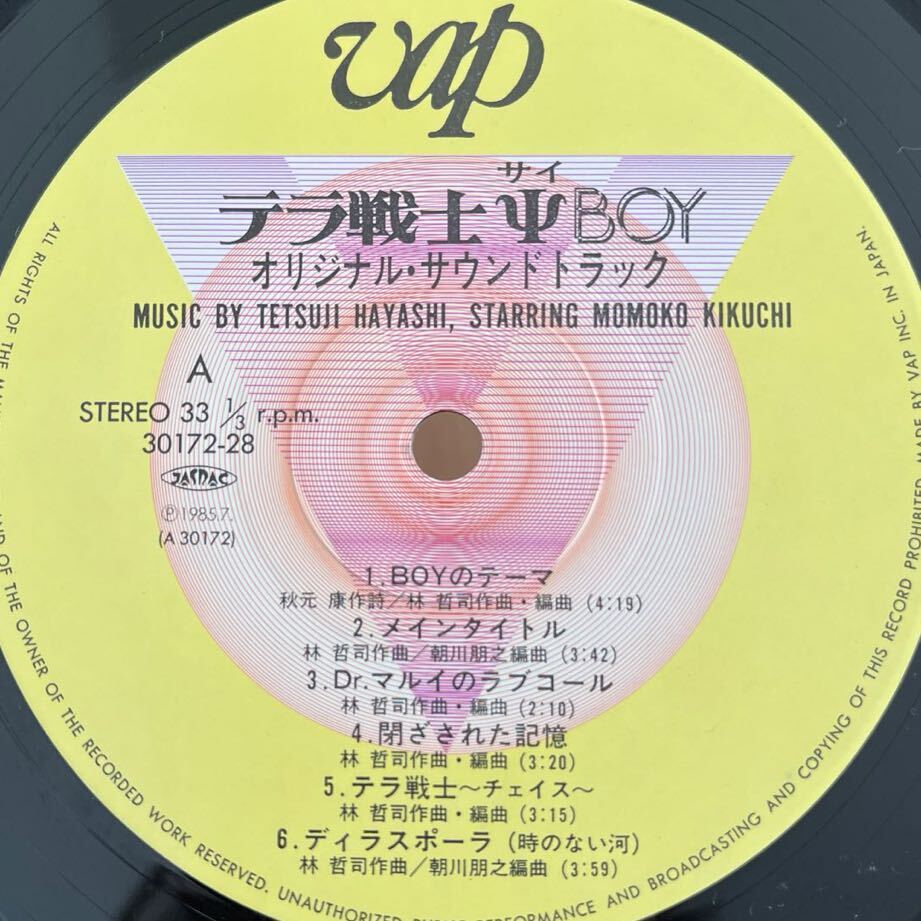 vap
サイ
テラ戦士ΨBOY
オリジナル・サウンドトラック
MUSIC BY TETSUJI HAYASHI, STARRING MOMOKO KIKUCHI
A
STEREO 33 1/3 r.p.m.
30172-28
JASRAC
Ⓟ1985.7.
(A 30172)
1.BOYのテーマ
秋元 康作詩／林 哲司作曲・編曲 (4:19)
2.メインタイトル
林 哲司作曲／朝川朋之編曲 (3:42)
3.Dr.マルイのラブコール
林 哲司作曲・編曲 (2:10)
4.閉ざされた記憶
林 哲司作曲・編曲 (3:20)
5.テラ戦士〜チェイス〜
林 哲司作曲・編曲 (3:15)
6.ディラスポーラ (時のない河)
林 哲司作曲／朝川朋之編曲 (3:59)
ALL RIGHTS OF THE AND OF THE OWNER OF THE RECORDED WORK RESERVED. UNAUTHORIZED PERFORMANCE AND BROADCASTING AND COPYING OF THIS RECORD PROHIBITED. MADE BY VAP INC. IN JAPAN.